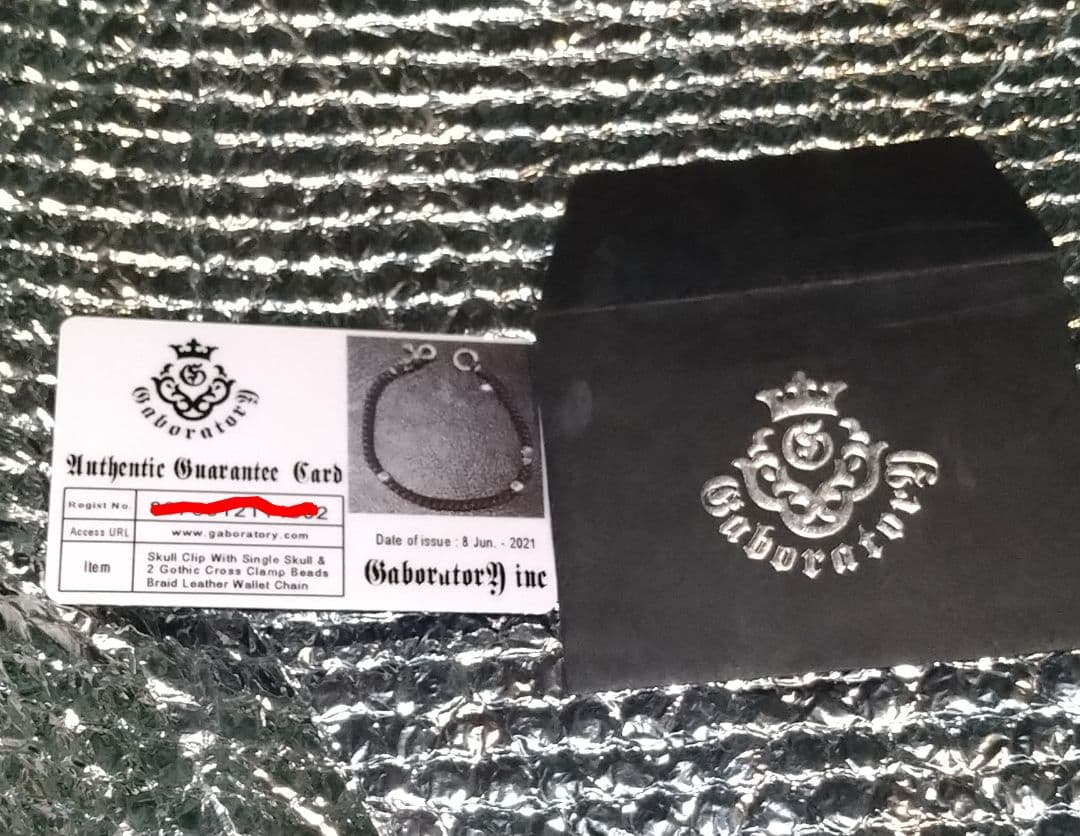 G
Gaboratory
Authentic Guarantee Card
Regist No.
Access URL
www.gaboratory.com
Item
Skull Clip With Single Skull &
2 Gothic Cross Clamp Beads
Braid Leather Wallet Chain
Date of issue : 8 Jun. - 2021
Gaboratory inc
G
Gaboratory